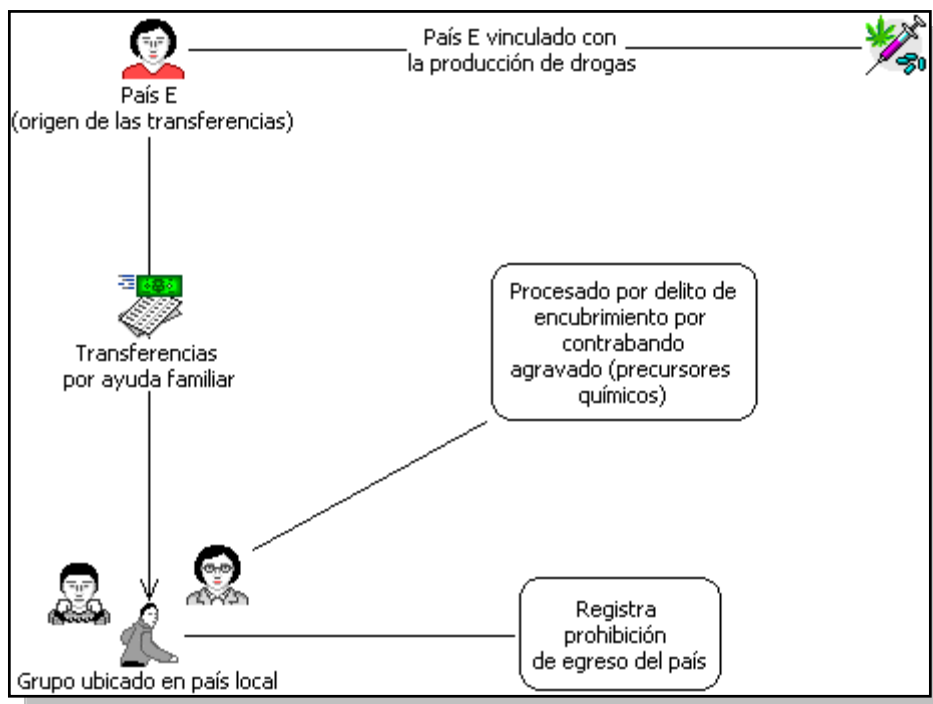 País E vinculado con
la producción de drogas
País E
(origen de las transferencias)
Transferencias
por ayuda familiar
Procesado por delito de
encubrimiento por
contrabando
agravado (precursores
químicos)
Registra
prohibición
de egreso del país
Grupo ubicado en país local